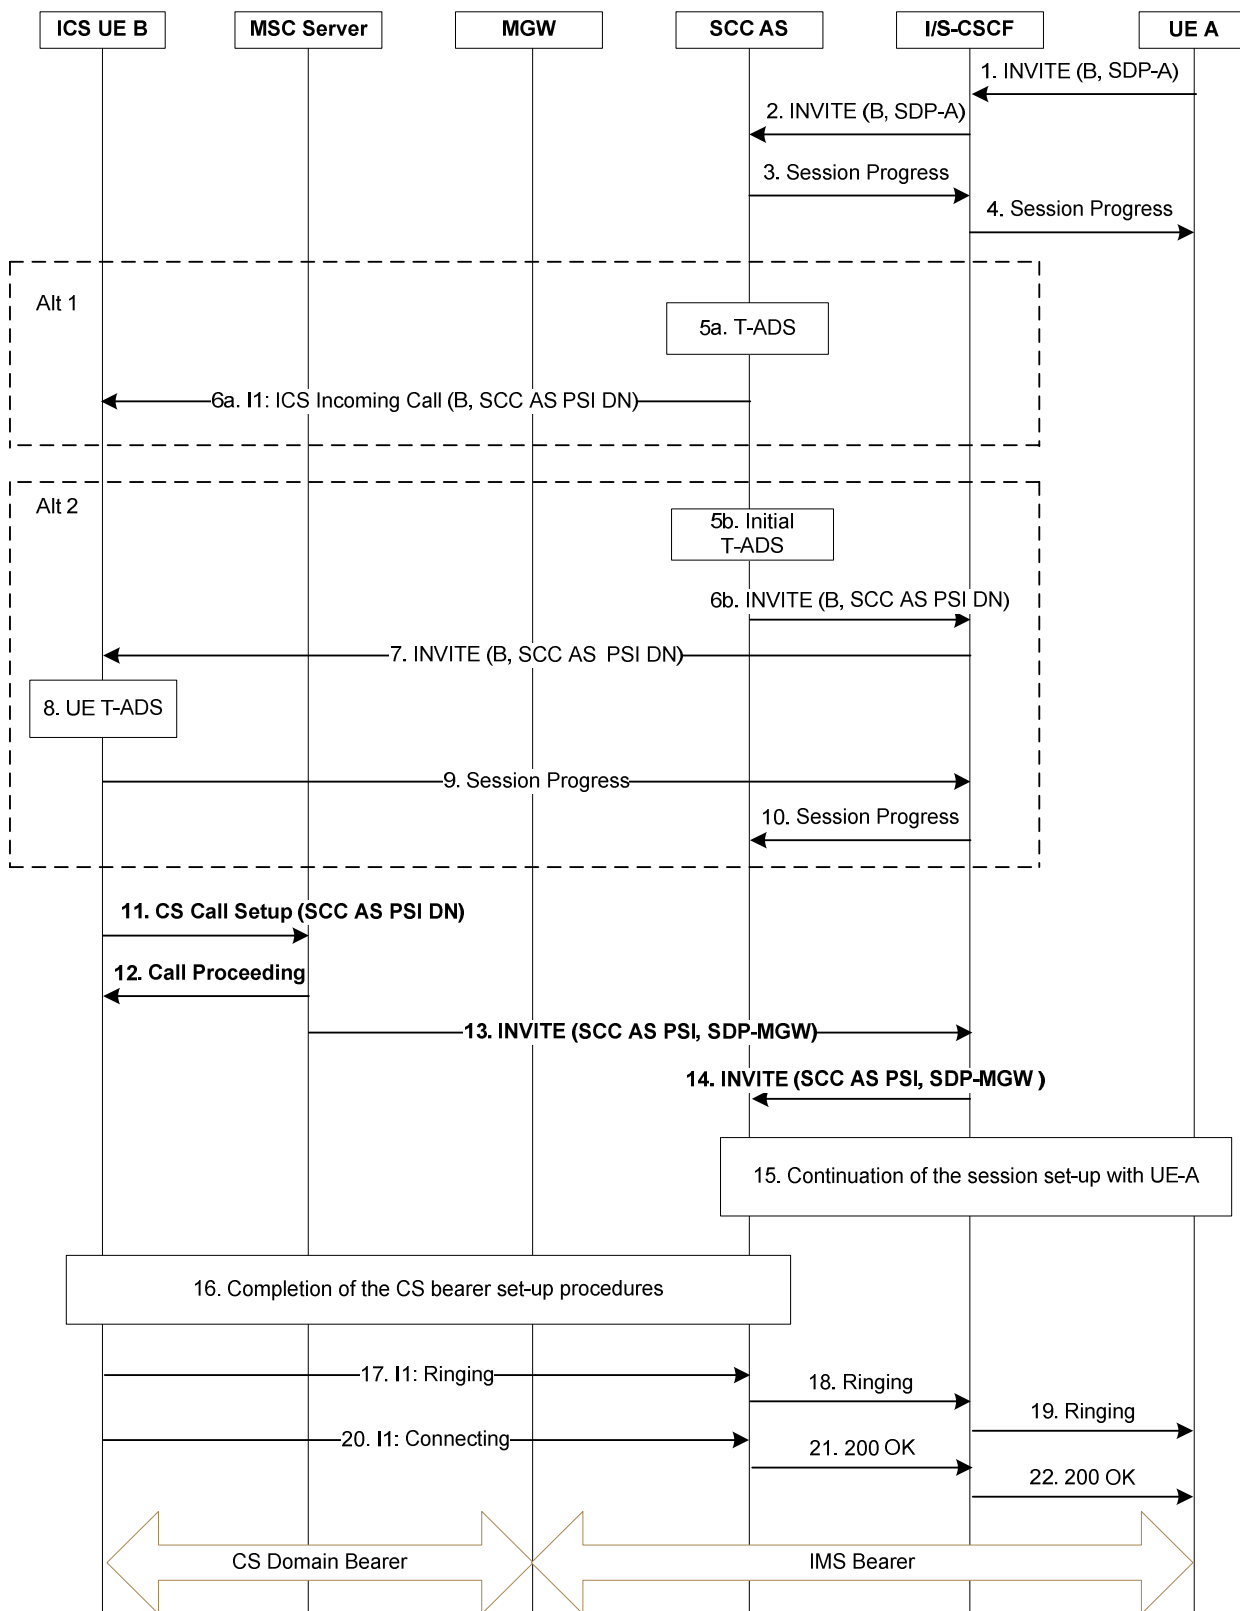 ICS UE B
MSC Server
MGW
SCC AS
I/S-CSCF
UE A
1. INVITE (B, SDP-A)
2. INVITE (B, SDP-A)
3. Session Progress
4. Session Progress
Alt 1
5a. T-ADS
6a. I1: ICS Incoming Call (B, SCC AS PSI DN)
Alt 2
5b. Initial
T-ADS
6b. INVITE (B, SCC AS PSI DN)
7. INVITE (B, SCC AS PSI DN)
8. UE T-ADS
9. Session Progress
10. Session Progress
11. CS Call Setup (SCC AS PSI DN)
12. Call Proceeding
13. INVITE (SCC AS PSI, SDP-MGW)
14. INVITE (SCC AS PSI, SDP-MGW )
15. Continuation of the session set-up with UE-A
16. Completion of the CS bearer set-up procedures
17. I1: Ringing
18. Ringing
19. Ringing
20. I1: Connecting
21. 200 OK
22. 200 OK
CS Domain Bearer
IMS Bearer